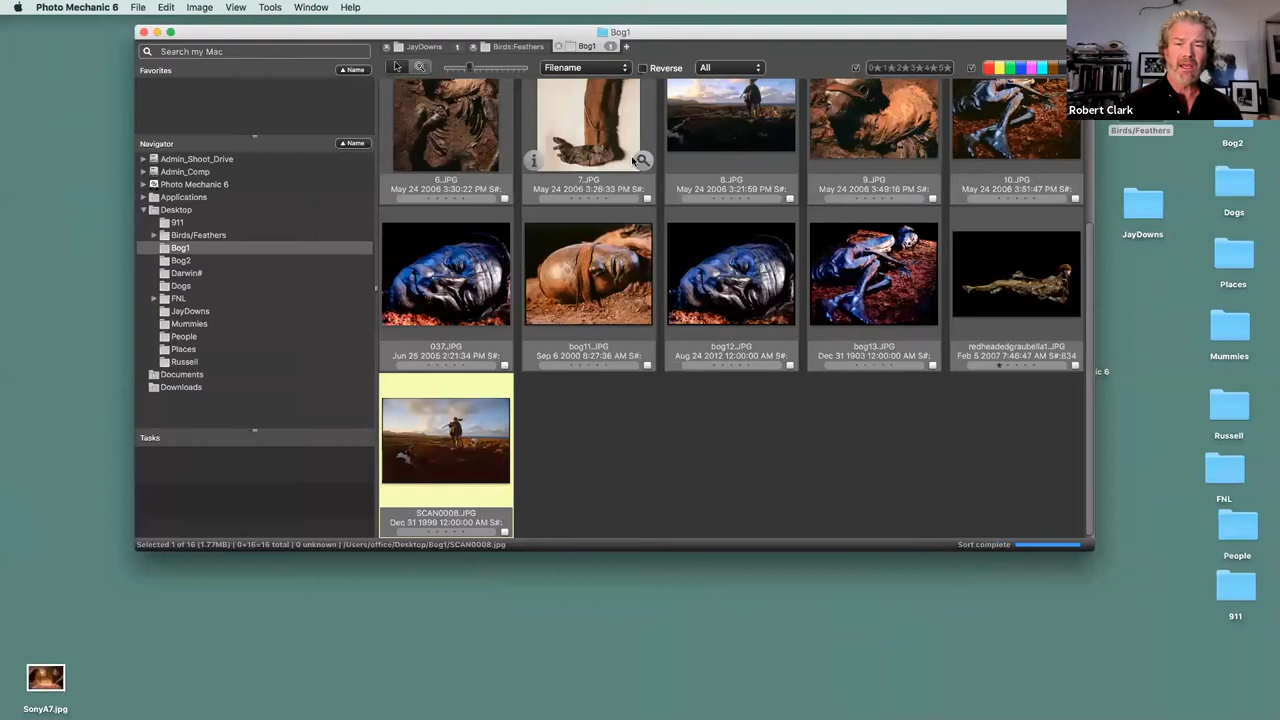 Photo Mechanic 6 File Edit Image View Tools Window Help
Bog1
Search my Mac
JayDowns 1 Birds:Feathers Bog1 1
Favorites Name
Filename Reverse All
Robert Clark
Birds/Feathers
Bog2
Navigator Name
Admin_Shoot_Drive
Admin_Comp
Photo Mechanic 6
Applications
Desktop
911
Birds/Feathers
Bog1
Bog2
Darwin#
Dogs
FNL
JayDowns
Mummies
People
Places
Russell
Documents
Downloads
Tasks
6.JPG
May 24 2006 3:30:22 PM S#:
7.JPG
May 24 2006 3:26:33 PM S#:
8.JPG
May 24 2006 3:21:59 PM S#:
9.JPG
May 24 2006 3:49:16 PM S#:
10.JPG
May 24 2006 3:51:47 PM S#:
037.JPG
Jun 25 2005 2:21:34 PM S#:
bog11.JPG
Sep 6 2000 8:27:36 AM S#:
bog12.JPG
Aug 24 2012 12:00:00 AM S#:
bog13.JPG
Dec 31 1903 12:00:00 AM S#:
redheadedgraubella1.JPG
Feb 5 2007 7:46:47 AM S#:834
SCAN0008.JPG
Dec 31 1999 12:00:00 AM S#:
Selected 1 of 16 (1.77MB) | 0+16=16 total | 0 unknown | /Users/office/Desktop/Bog1/SCAN0008.jpg
Sort complete
Dogs
JayDowns
Places
Mummies
ic 6
Russell
FNL
People
911
SonyA7.jpg